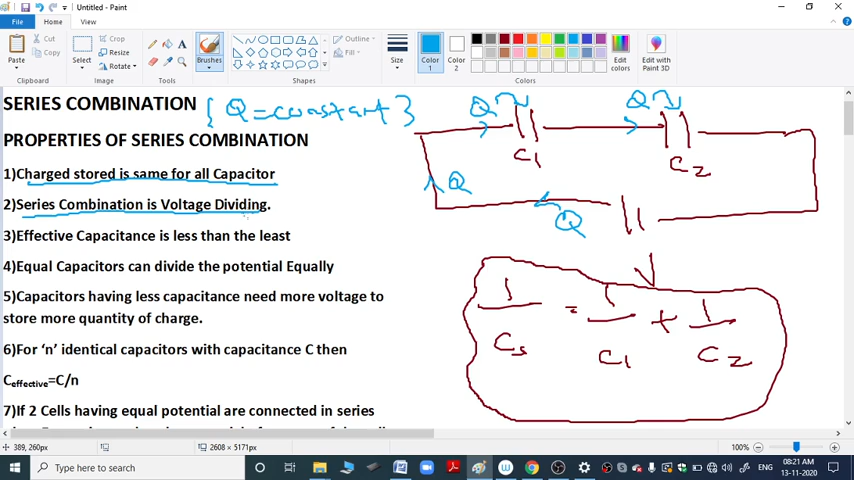 Untitled - Paint
File Home View
Paste
Cut
Copy
Clipboard
Select
Crop
Resize
Rotate
Image
Tools
Brushes
Outline
Fill
Shapes
Size
Color 1
Color 2
Edit colors
Edit with Paint 3D
Colors
SERIES COMBINATION { Q = constant }
PROPERTIES OF SERIES COMBINATION
1)Charged stored is same for all Capacitor
2)Series Combination is Voltage Dividing.
3)Effective Capacitance is less than the least
4)Equal Capacitors can divide the potential Equally
5)Capacitors having less capacitance need more voltage to
store more quantity of charge.
6)For ‘n’ identical capacitors with capacitance C then
Ceffective=C/n
7)If 2 Cells having equal potential are connected in series
Q Q
C1 C2
Q
Q
V
1/Cs = 1/C1 + 1/C2
389, 260px
2608 × 5171px
100%
Type here to search
ENG
08:21 AM
13-11-2020